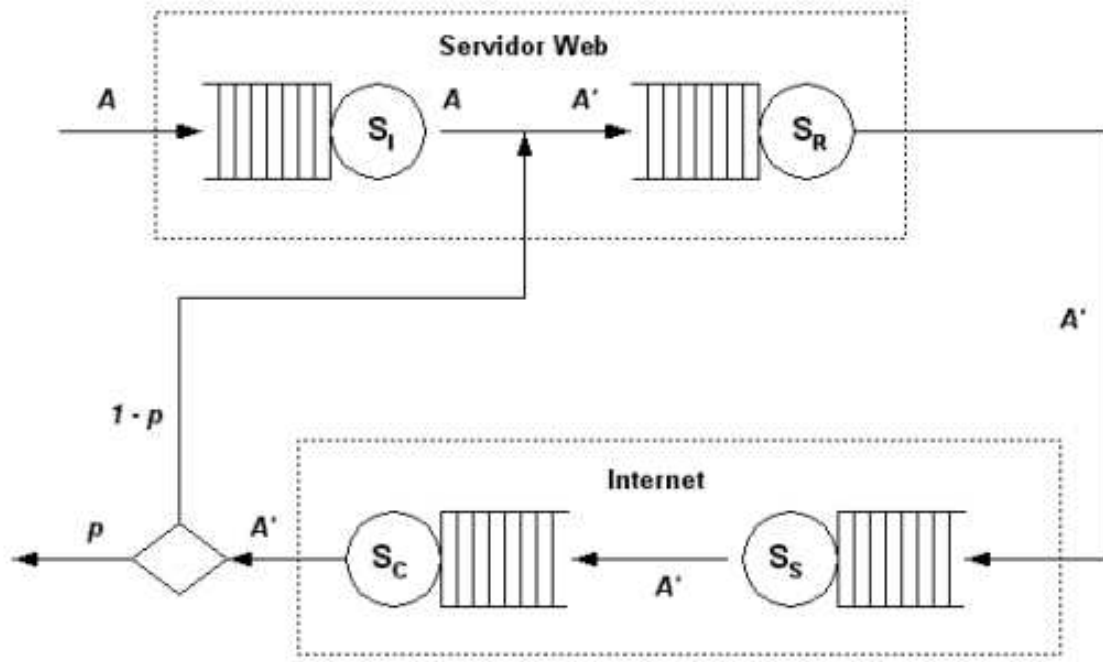 Servidor Web
A
S_I
A
A'
S_R
A'
1 - p
Internet
p
A'
S_C
A'
S_S